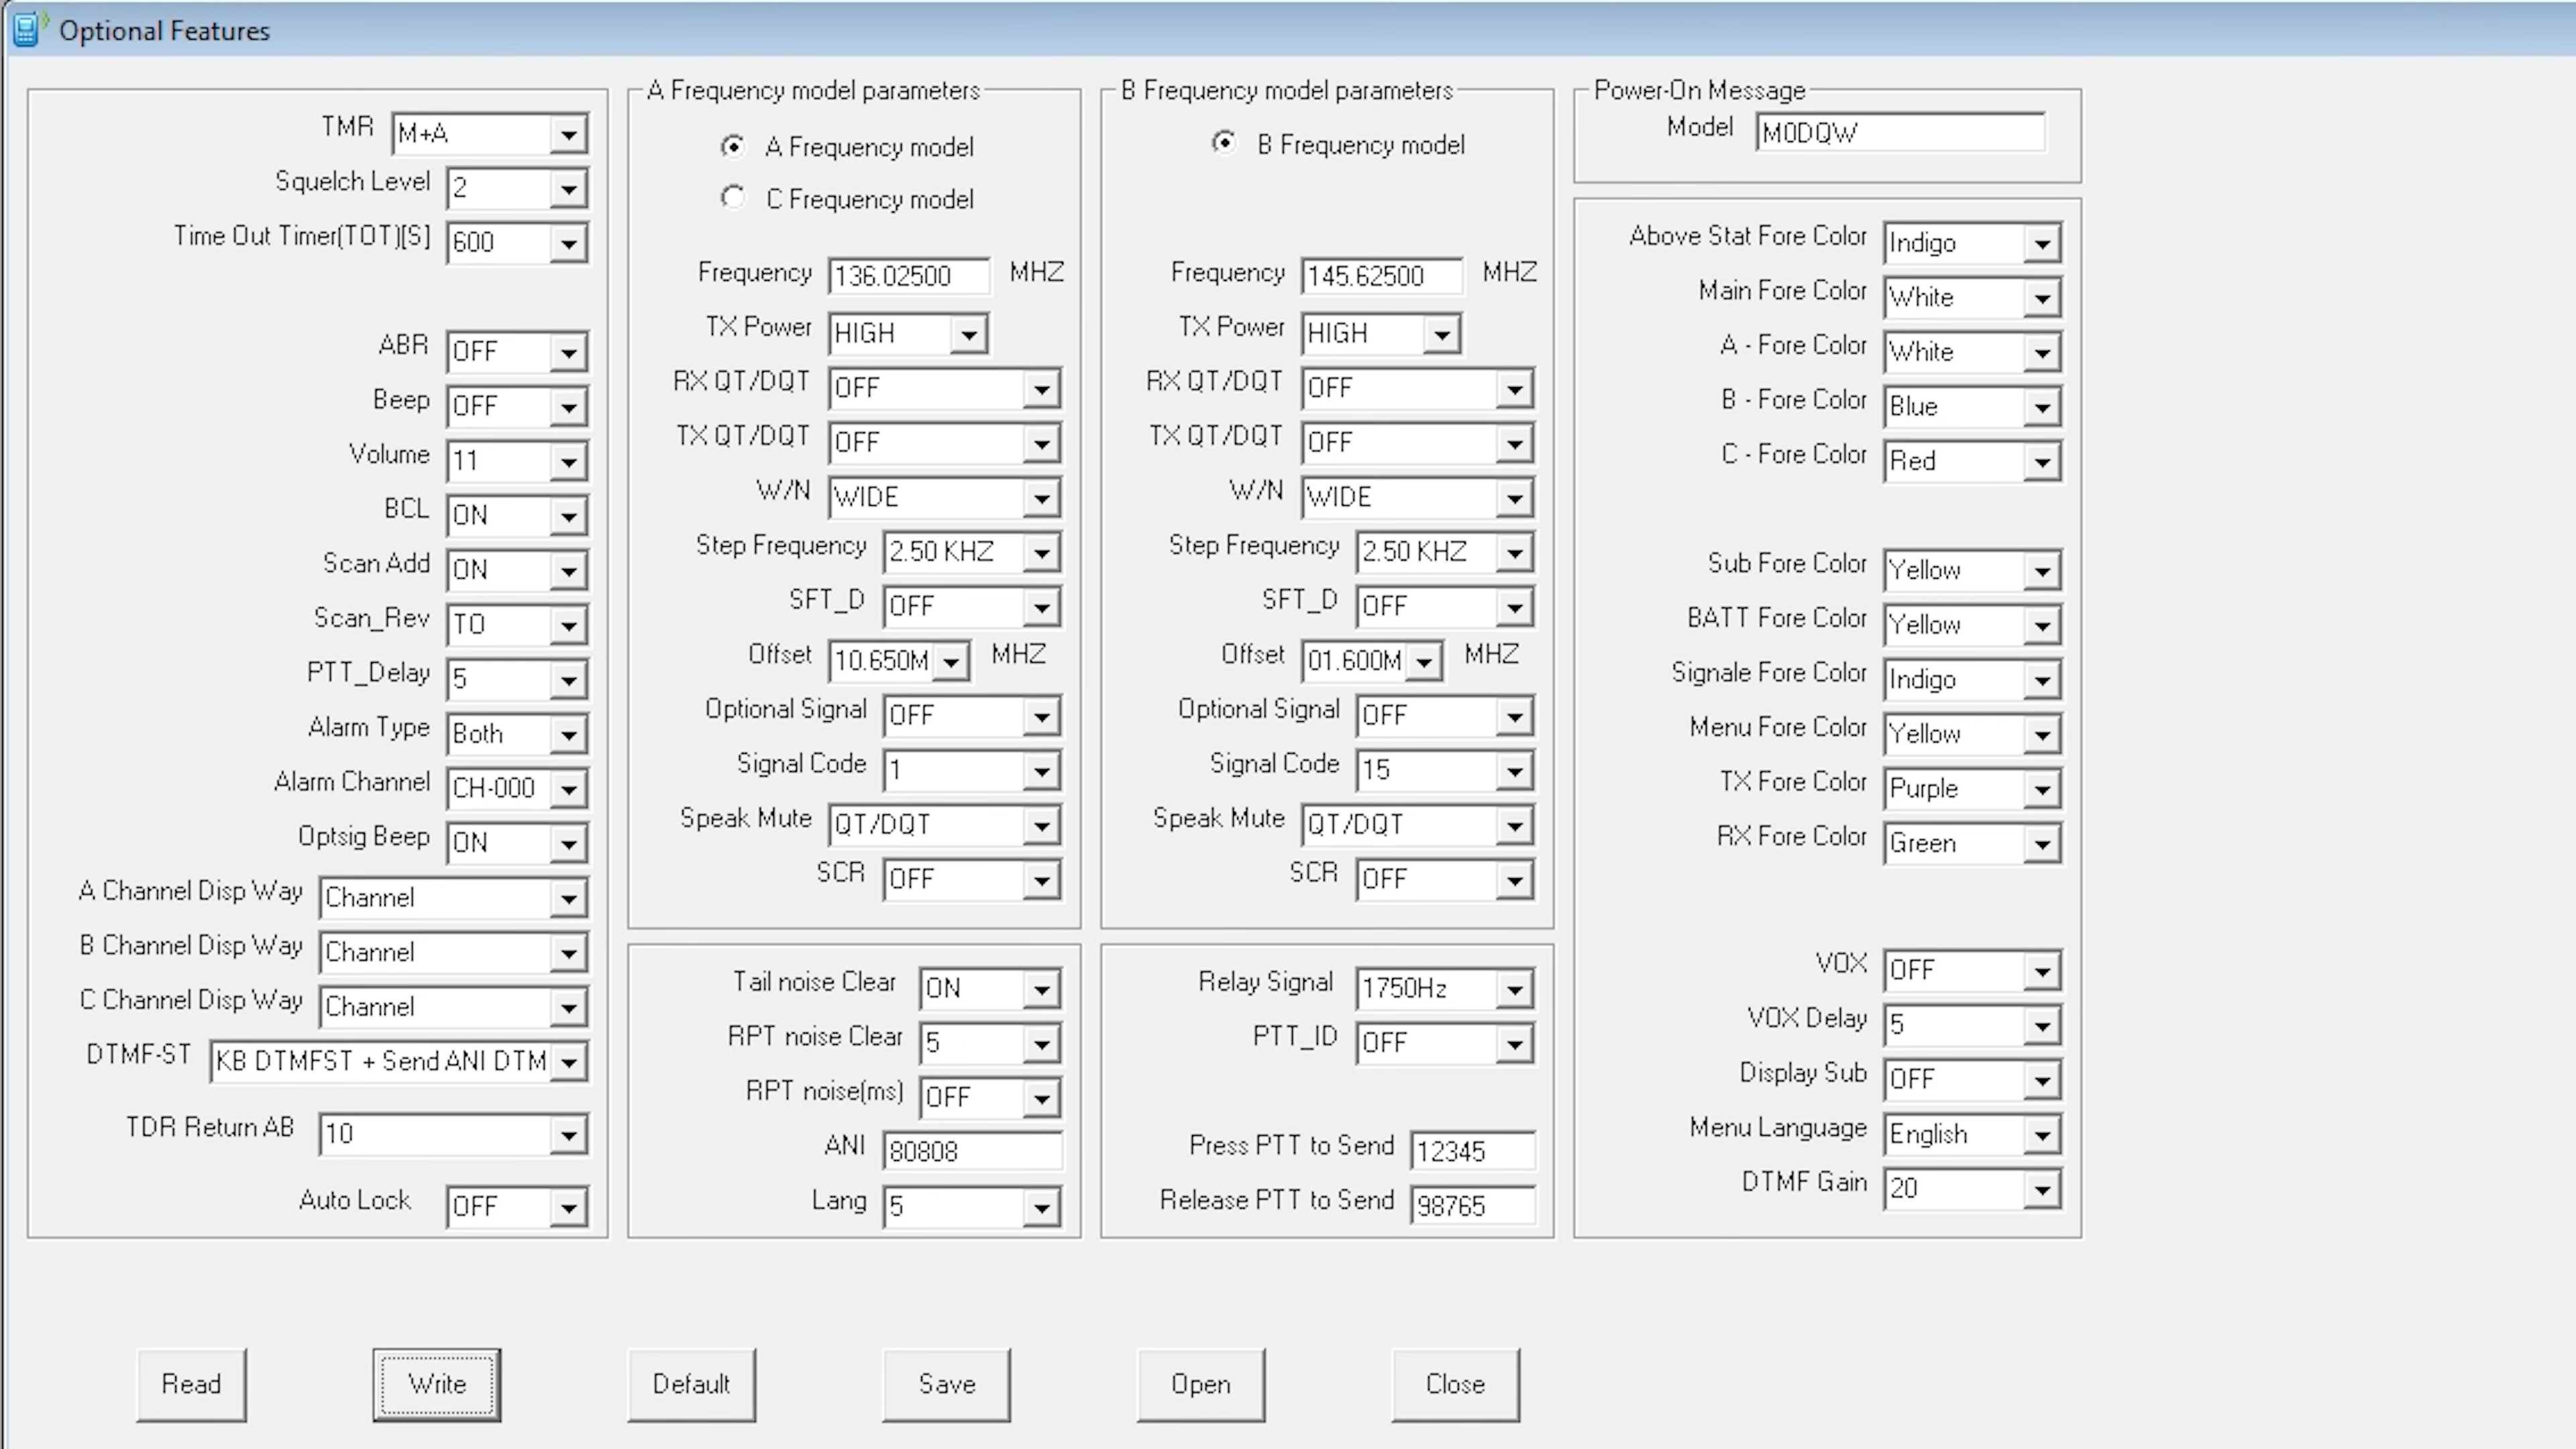 Optional Features
TMR M+A
Squelch Level 2
Time Out Timer(TOT)[S] 600
ABR OFF
Beep OFF
Volume 11
BCL ON
Scan Add ON
Scan_Rev TO
PTT_Delay 5
Alarm Type Both
Alarm Channel CH-000
Optsig Beep ON
A Channel Disp Way Channel
B Channel Disp Way Channel
C Channel Disp Way Channel
DTMF-ST KB DTMFST + Send ANI DTM
TDR Return AB 10
Auto Lock OFF
A Frequency model parameters
A Frequency model
C Frequency model
Frequency 136.02500 MHZ
TX Power HIGH
RX QT/DQT OFF
TX QT/DQT OFF
W/N WIDE
Step Frequency 2.50 KHZ
SFT_D OFF
Offset 10.650M MHZ
Optional Signal OFF
Signal Code 1
Speak Mute QT/DQT
SCR OFF
Tail noise Clear ON
RPT noise Clear 5
RPT noise(ms) OFF
ANI 80808
Lang 5
B Frequency model parameters
B Frequency model
Frequency 145.62500 MHZ
TX Power HIGH
RX QT/DQT OFF
TX QT/DQT OFF
W/N WIDE
Step Frequency 2.50 KHZ
SFT_D OFF
Offset 01.600M MHZ
Optional Signal OFF
Signal Code 15
Speak Mute QT/DQT
SCR OFF
Relay Signal 1750Hz
PTT_ID OFF
Press PTT to Send 12345
Release PTT to Send 98765
Power-On Message
Model M0DQW
Above Stat Fore Color Indigo
Main Fore Color White
A - Fore Color White
B - Fore Color Blue
C - Fore Color Red
Sub Fore Color Yellow
BATT Fore Color Yellow
Signale Fore Color Indigo
Menu Fore Color Yellow
TX Fore Color Purple
RX Fore Color Green
VOX OFF
VOX Delay 5
Display Sub OFF
Menu Language English
DTMF Gain 20
Read Write Default Save Open Close